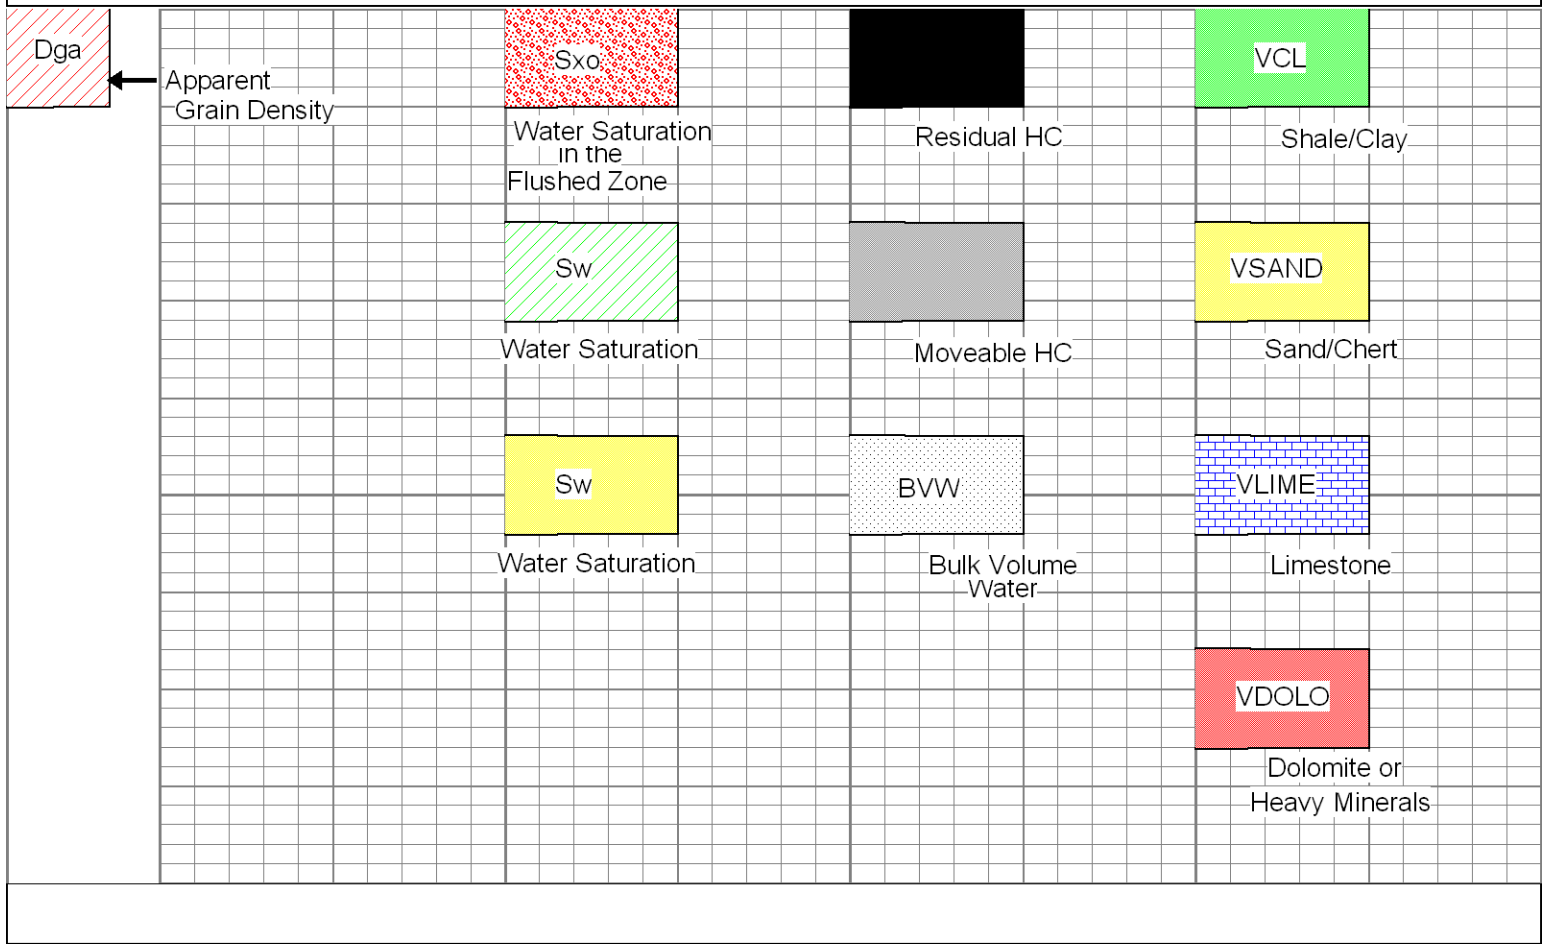 Dga
Apparent
Grain Density
Sxo
Water Saturation
in the
Flushed Zone
Residual HC
VCL
Shale/Clay
Sw
Water Saturation
Moveable HC
VSAND
Sand/Chert
Sw
Water Saturation
BVW
Bulk Volume
Water
VLIME
Limestone
VDOLO
Dolomite or
Heavy Minerals